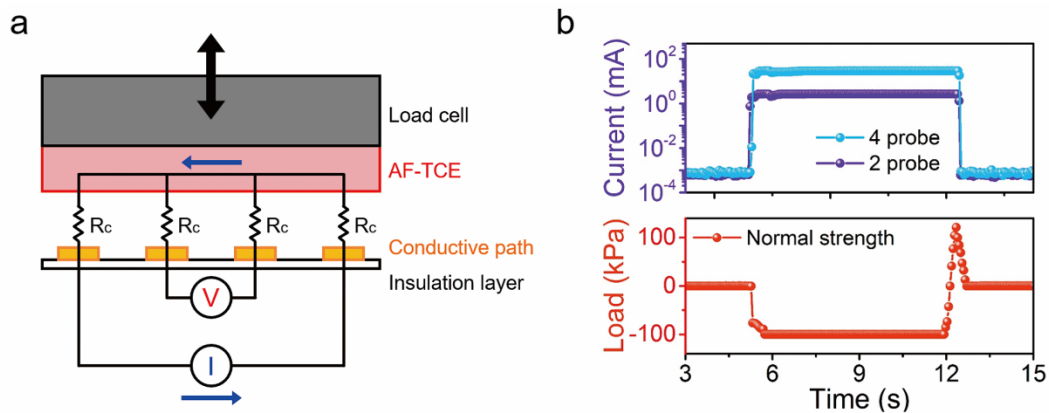 a
Load cell
AF-TCE
Rc Rc Rc Rc
Conductive path
Insulation layer
V
I
b
Current (mA)
10²
10⁰
10⁻³
10⁻⁴
4 probe
2 probe
Load (kPa)
100
0
-100
Normal strength
3 6 9 12 15
Time (s)